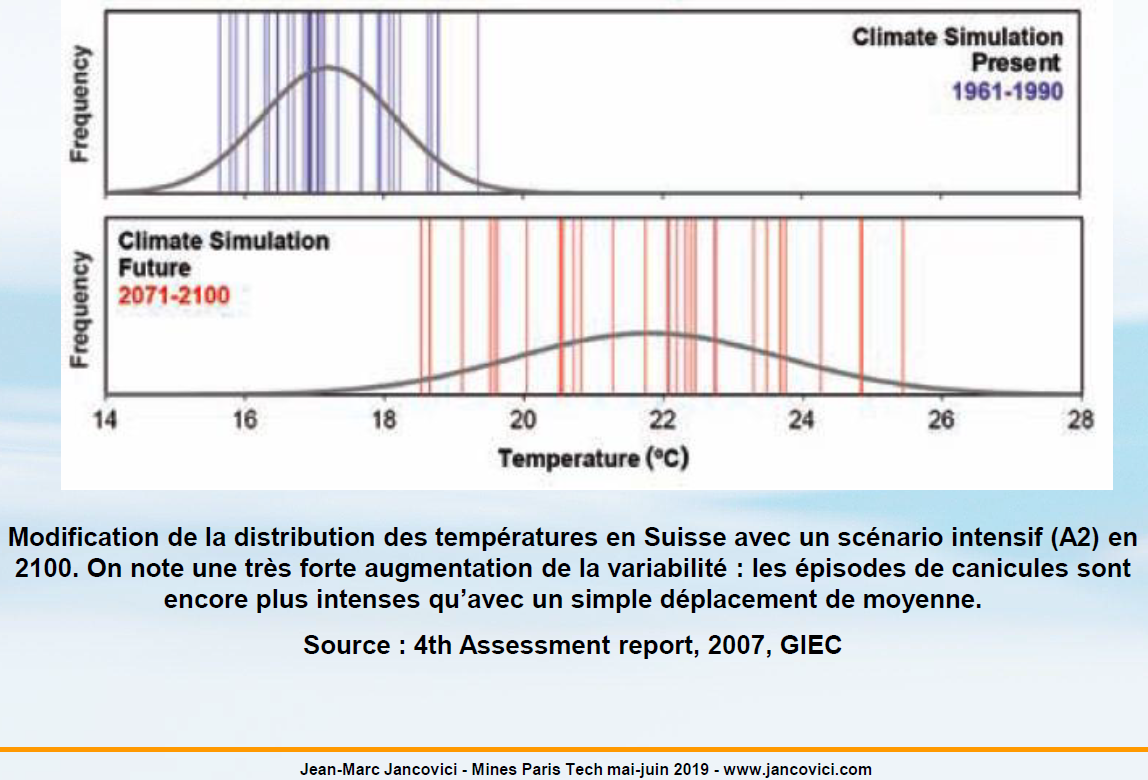 Frequency
Climate Simulation
Present
1961-1990
Frequency
Climate Simulation
Future
2071-2100
14 16 18 20 22 24 26 28
Temperature (ºC)
Modification de la distribution des températures en Suisse avec un scénario intensif (A2) en
2100. On note une très forte augmentation de la variabilité : les épisodes de canicules sont
encore plus intenses qu’avec un simple déplacement de moyenne.
Source : 4th Assessment report, 2007, GIEC
Jean-Marc Jancovici - Mines Paris Tech mai-juin 2019 - www.jancovici.com